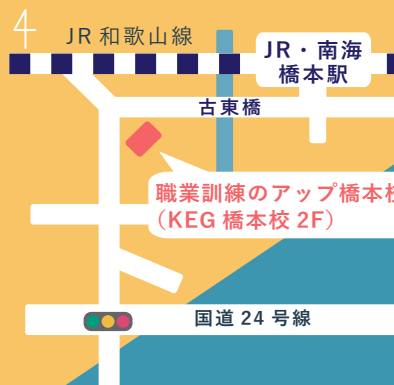 JR 和歌山線
JR・南海
橋本駅
古東橋
職業訓練のアップ橋本校
(KEG 橋本校 2F)
国道 24 号線